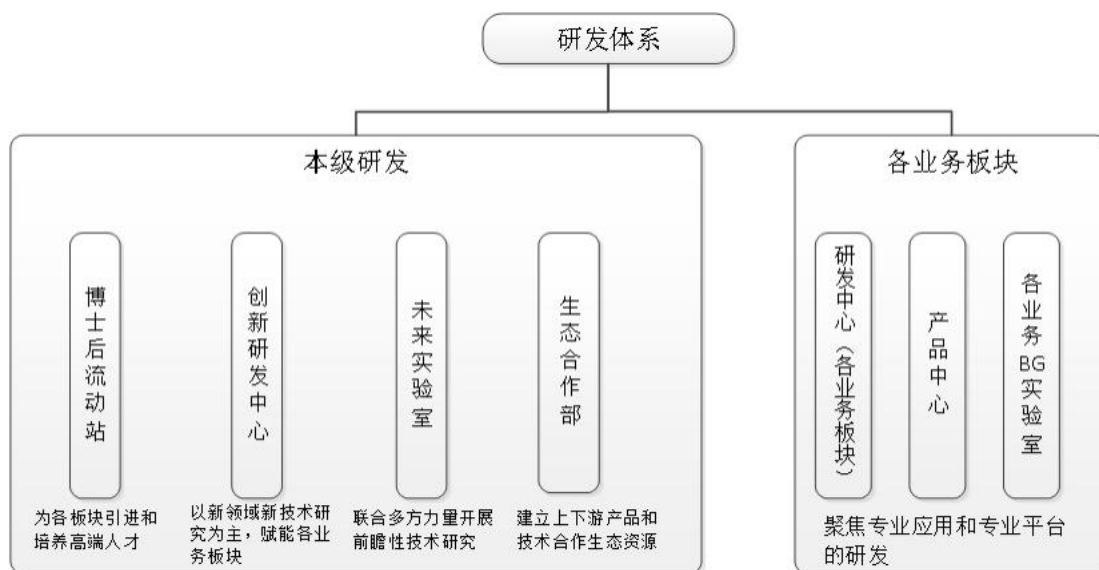 研发体系
本级研发
博士后流动站
创新研发中心
未来实验室
生态合作部
为各板块引进和
培养高端人才
以新领域新技术研
究为主，赋能各业
务板块
联合多方力量开展
前瞻性技术研究
建立上下游产品和
技术合作生态资源
各业务板块
研发中心（各业务板块）
产品中心
各业务BG实验室
聚焦专业应用和专业平台
的研发